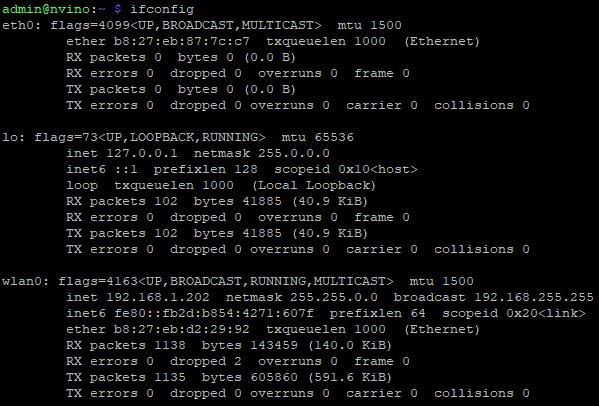 admin@nvino:~ $ ifconfig
eth0: flags=4099<UP,BROADCAST,MULTICAST>  mtu 1500
ether b8:27:eb:87:7c:c7  txqueuelen 1000  (Ethernet)
RX packets 0  bytes 0 (0.0 B)
RX errors 0  dropped 0  overruns 0  frame 0
TX packets 0  bytes 0 (0.0 B)
TX errors 0  dropped 0 overruns 0  carrier 0  collisions 0
lo: flags=73<UP,LOOPBACK,RUNNING>  mtu 65536
inet 127.0.0.1  netmask 255.0.0.0
inet6 ::1  prefixlen 128  scopeid 0x10<host>
loop  txqueuelen 1000  (Local Loopback)
RX packets 102  bytes 41885 (40.9 KiB)
RX errors 0  dropped 0  overruns 0  frame 0
TX packets 102  bytes 41885 (40.9 KiB)
TX errors 0  dropped 0 overruns 0  carrier 0  collisions 0
wlan0: flags=4163<UP,BROADCAST,RUNNING,MULTICAST>  mtu 1500
inet 192.168.1.202  netmask 255.255.0.0  broadcast 192.168.255.255
inet6 fe80::fb2d:b854:4271:607f  prefixlen 64  scopeid 0x20<link>
ether b8:27:eb:d2:29:92  txqueuelen 1000  (Ethernet)
RX packets 1138  bytes 143459 (140.0 KiB)
RX errors 0  dropped 2  overruns 0  frame 0
TX packets 1135  bytes 605860 (591.6 KiB)
TX errors 0  dropped 0 overruns 0  carrier 0  collisions 0